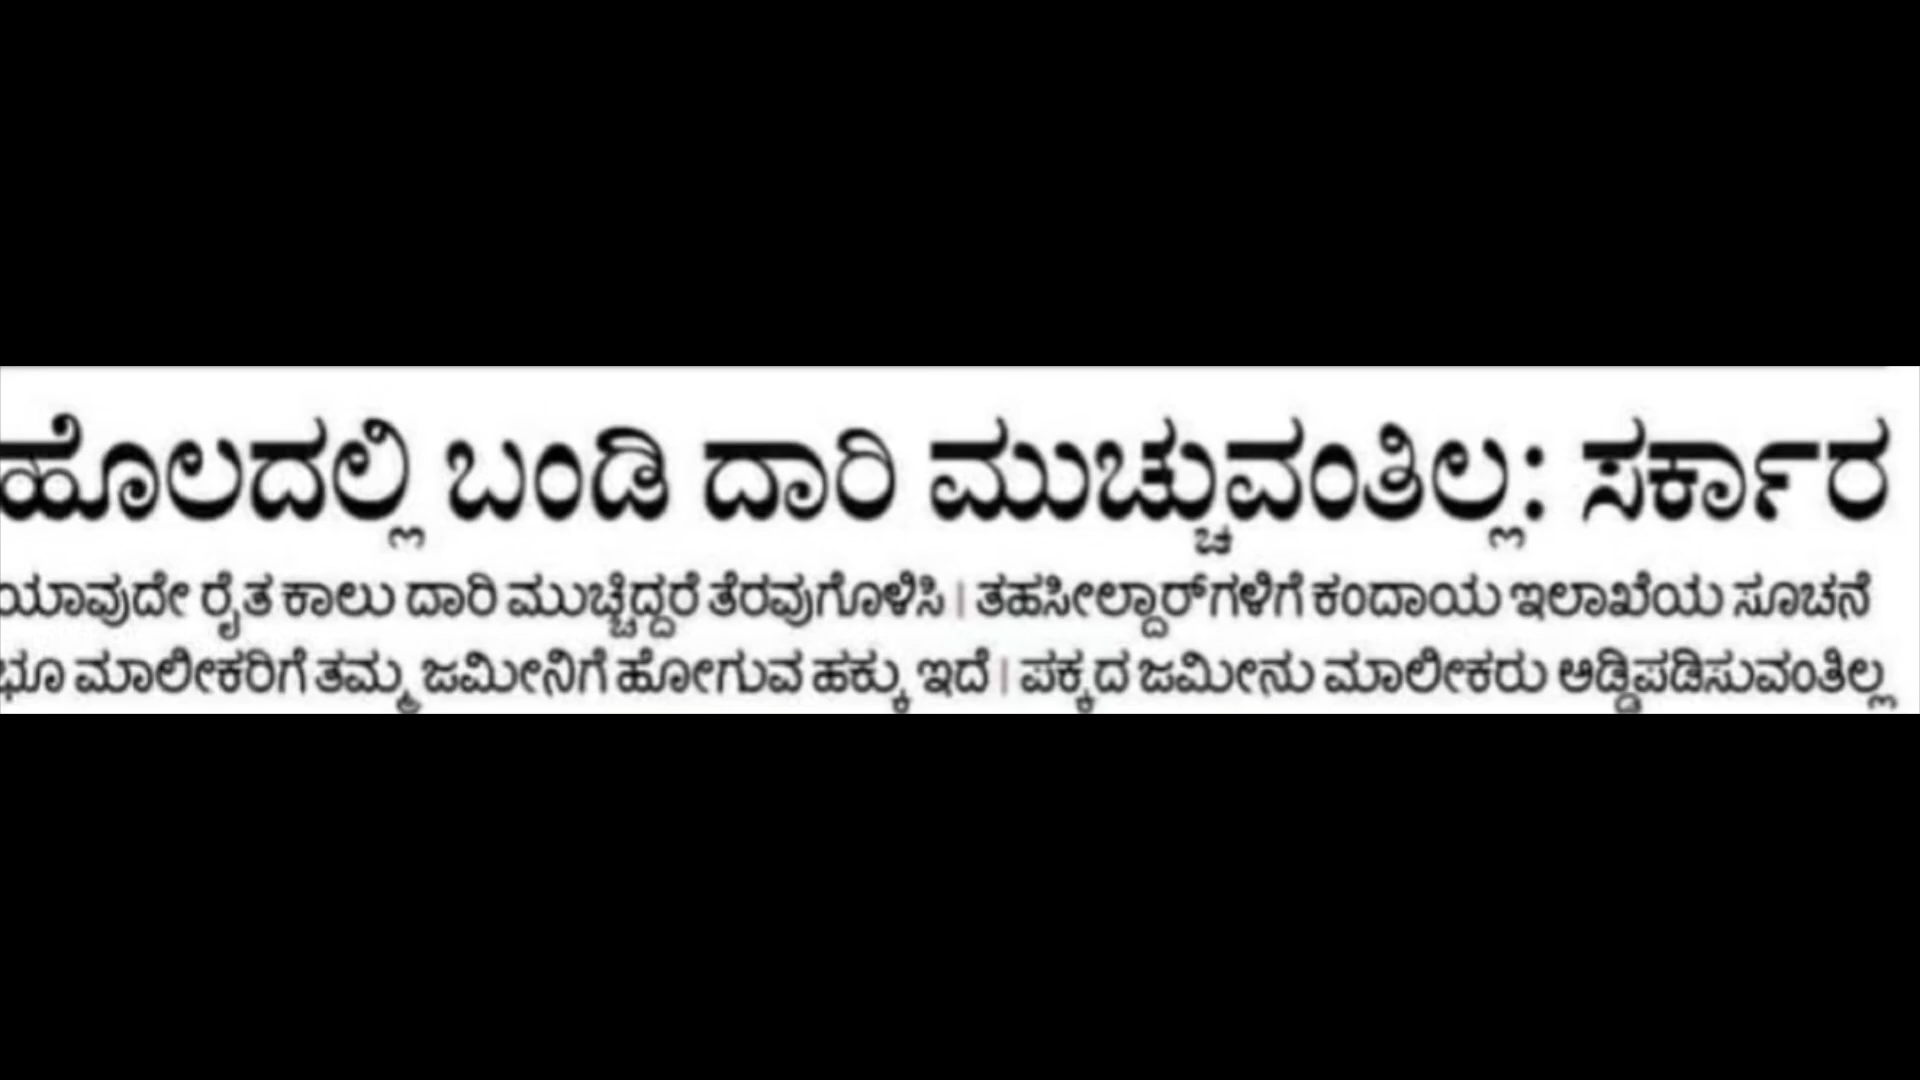 ಹೊಲದಲ್ಲಿ ಬಂಡಿ ದಾರಿ ಮುಚ್ಚುವಂತಿಲ್ಲ: ಸರ್ಕಾರ
ಯಾವುದೇ ರೈತ ಕಾಲು ದಾರಿ ಮುಚ್ಚಿದ್ದರೆ ತೆರವುಗೊಳಿಸಿ | ತಹಸೀಲ್ದಾರ್‌ಗಳಿಗೆ ಕಂದಾಯ ಇಲಾಖೆಯ ಸೂಚನೆ
ಭೂ ಮಾಲೀಕರಿಗೆ ತಮ್ಮ ಜಮೀನಿಗೆ ಹೋಗುವ ಹಕ್ಕು ಇದೆ | ಪಕ್ಕದ ಜಮೀನು ಮಾಲೀಕರು ಅಡ್ಡಿಪಡಿಸುವಂತಿಲ್ಲ